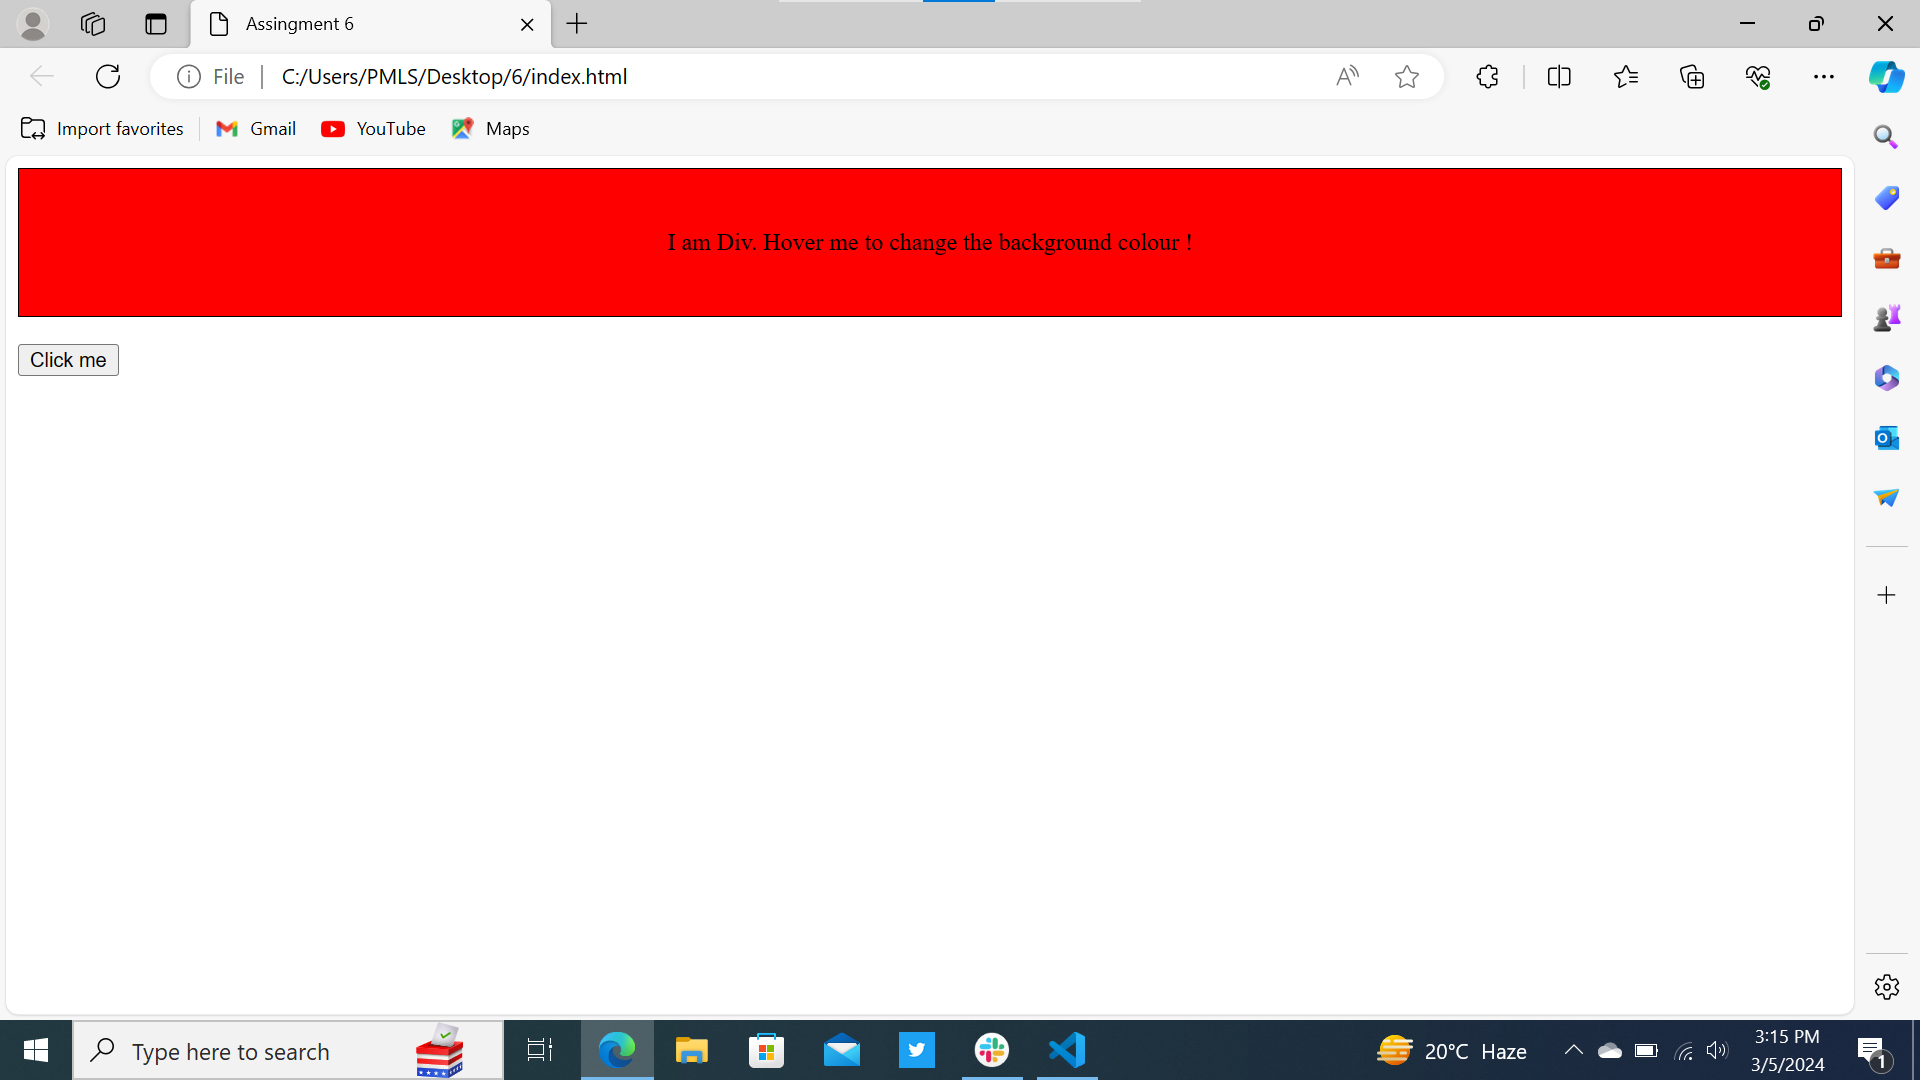 Assingment 6
File
C:/Users/PMLS/Desktop/6/index.html
Import favorites
Gmail
YouTube
Maps
I am Div. Hover me to change the background colour !
Click me
Type here to search
20°C Haze
3:15 PM
3/5/2024
1